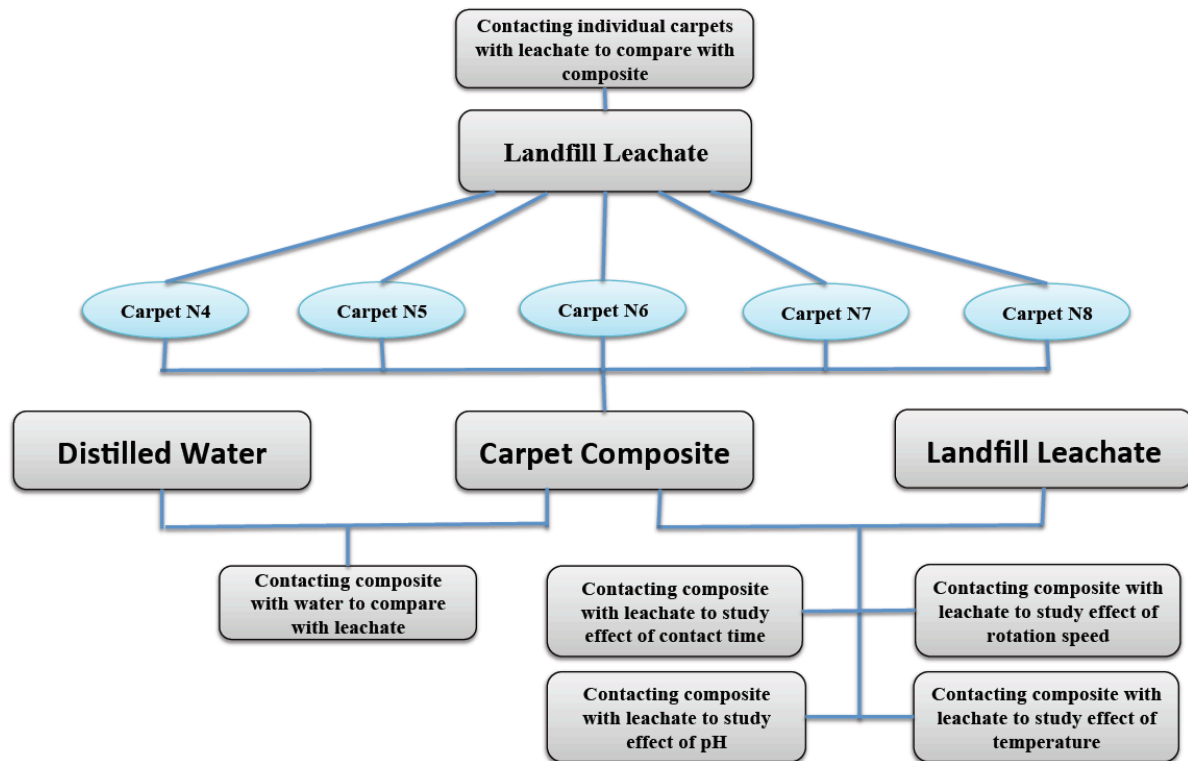 Contacting individual carpets
with leachate to compare with
composite
Landfill Leachate
Carpet N4
Carpet N5
Carpet N6
Carpet N7
Carpet N8
Distilled Water
Carpet Composite
Landfill Leachate
Contacting composite
with water to compare
with leachate
Contacting composite
with leachate to study
effect of contact time
Contacting composite with
leachate to study effect of
rotation speed
Contacting composite
with leachate to study
effect of pH
Contacting composite with
leachate to study effect of
temperature